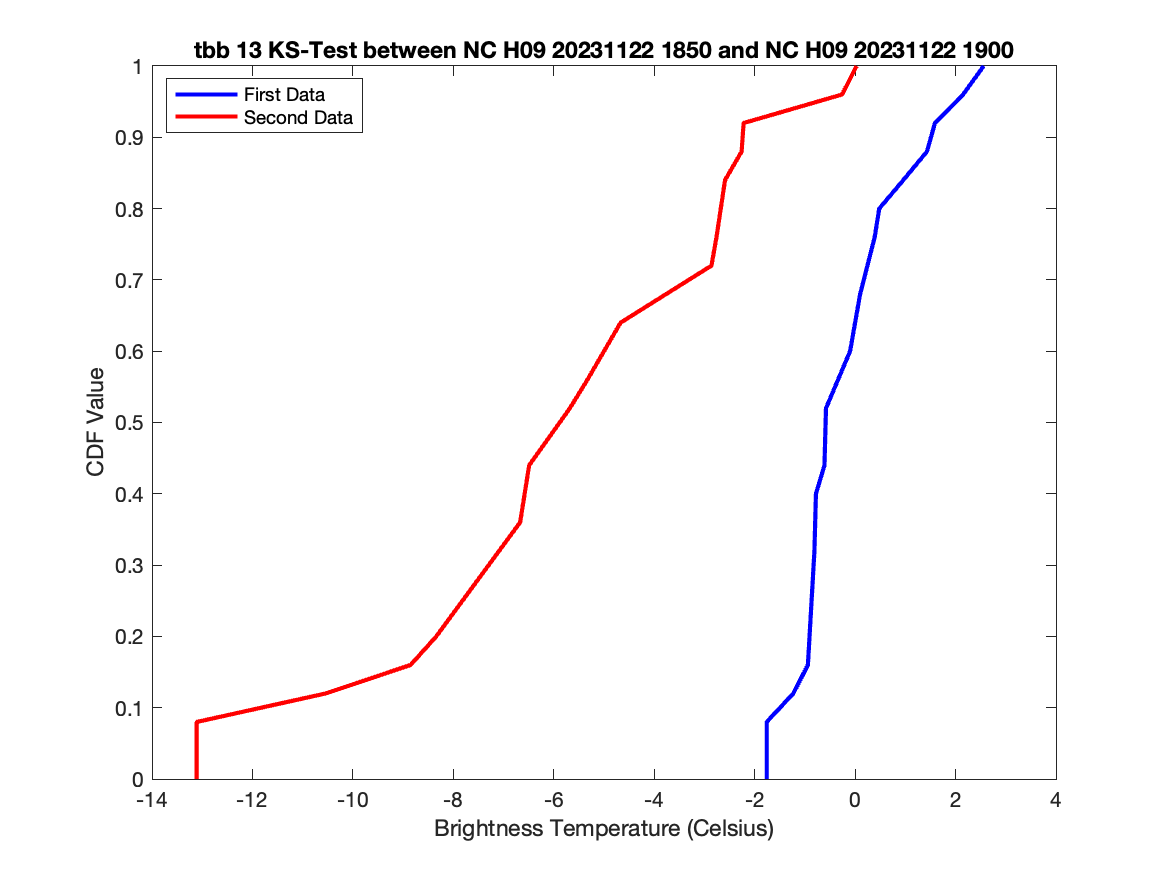 tbb 13 KS-Test between NC H09 20231122 1850 and NC H09 20231122 1900
First Data
Second Data
1
0.9
0.8
0.7
0.6
0.5
0.4
0.3
0.2
0.1
0
CDF Value
-14 -12 -10 -8 -6 -4 -2 0 2 4
Brightness Temperature (Celsius)